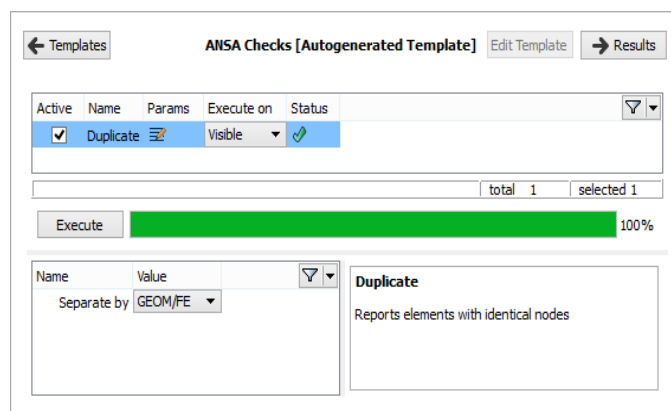 Templates ANSA Checks [Autogenerated Template] Edit Template Results
Active Name Params Execute on Status
Duplicate Visible
total 1 selected 1
Execute 100%
Name Value
Separate by GEOM/FE
Duplicate
Reports elements with identical nodes